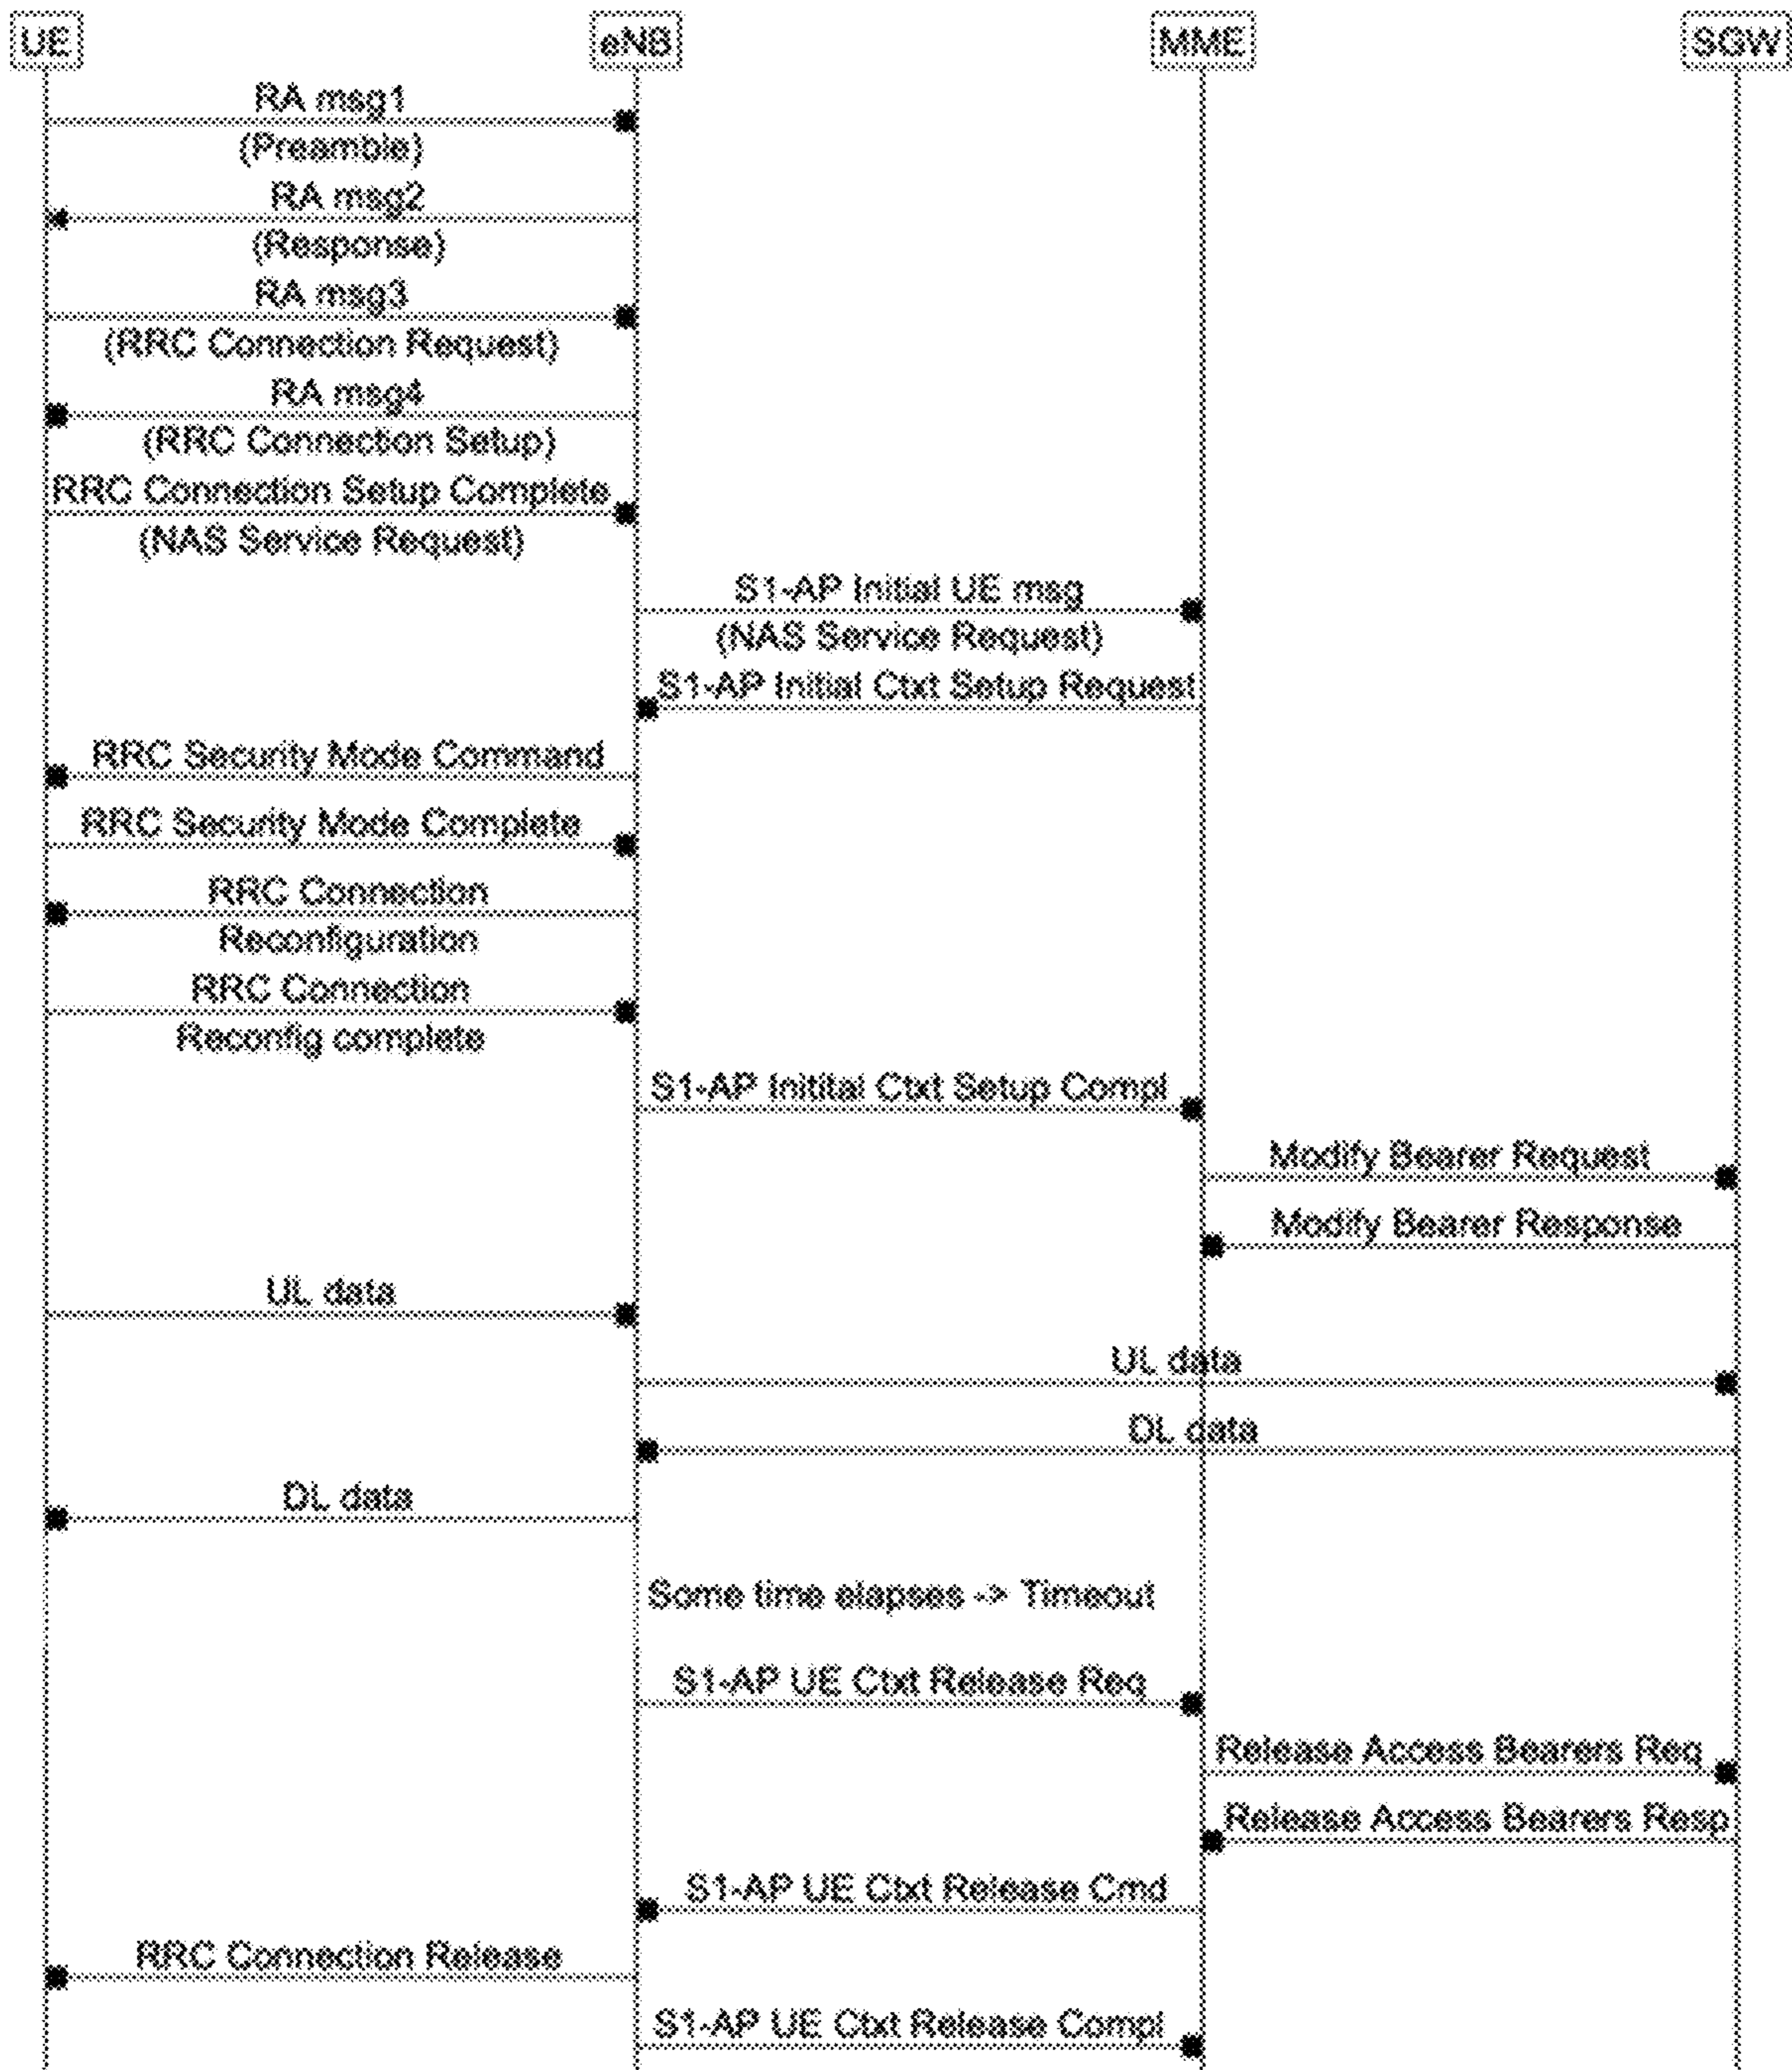 UE eNB MME SGW
RA msg1
(Preamble)
RA msg2
(Response)
RA msg3
(RRC Connection Request)
RA msg4
(RRC Connection Setup)
RRC Connection Setup Complete
(NAS Service Request)
S1-AP Initial UE msg
(NAS Service Request)
S1-AP Initial Ctxt Setup Request
RRC Security Mode Command
RRC Security Mode Complete
RRC Connection
Reconfiguration
RRC Connection
Reconfig complete
S1-AP Initital Ctxt Setup Compl
Modify Bearer Request
Modify Bearer Response
UL data
UL data
DL data
DL data
Some time elapses -> Timeout
S1-AP UE Ctxt Release Req
Release Access Bearers Req
Release Access Bearers Resp
S1-AP UE Ctxt Release Cmd
RRC Connection Release
S1-AP UE Ctxt Release Compl